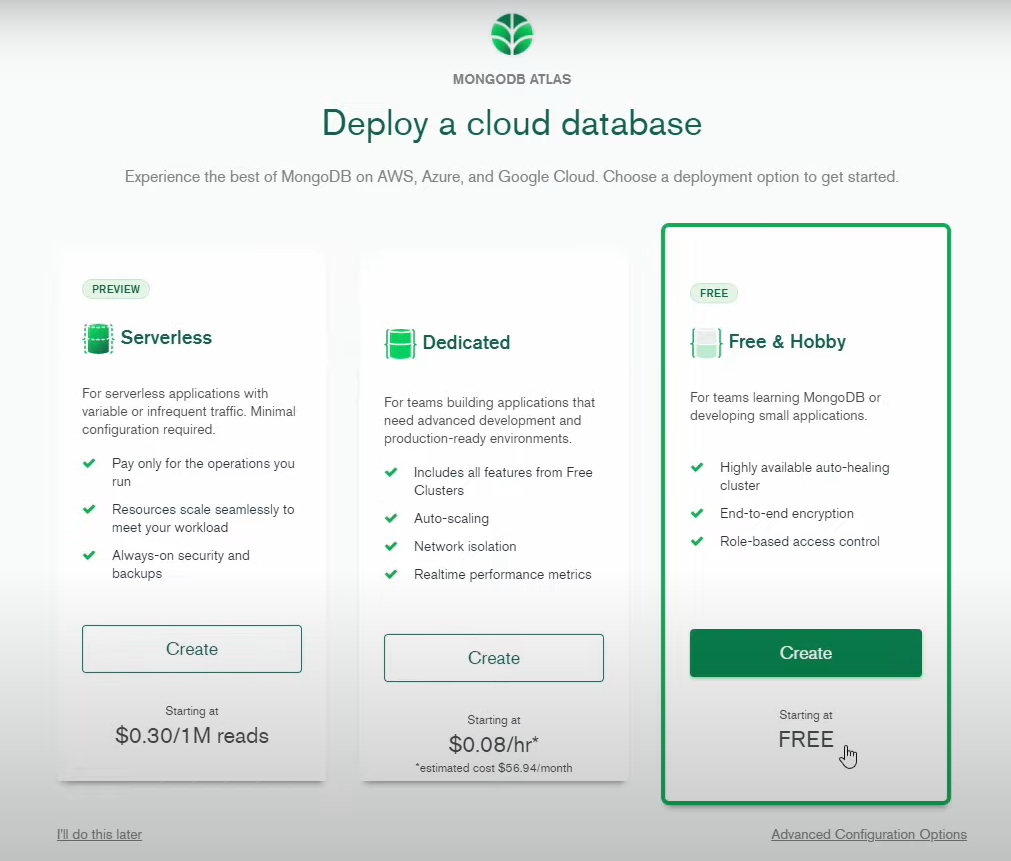 MONGODB ATLAS
Deploy a cloud database
Experience the best of MongoDB on AWS, Azure, and Google Cloud. Choose a deployment option to get started.
PREVIEW
Serverless
For serverless applications with
variable or infrequent traffic. Minimal
configuration required.
Pay only for the operations you
run
Resources scale seamlessly to
meet your workload
Always-on security and
backups
Create
Starting at
$0.30/1M reads
Dedicated
For teams building applications that
need advanced development and
production-ready environments.
Includes all features from Free
Clusters
Auto-scaling
Network isolation
Realtime performance metrics
Create
Starting at
$0.08/hr*
*estimated cost $56.94/month
FREE
Free & Hobby
For teams learning MongoDB or
developing small applications.
Highly available auto-healing
cluster
End-to-end encryption
Role-based access control
Create
Starting at
FREE
I'll do this later
Advanced Configuration Options